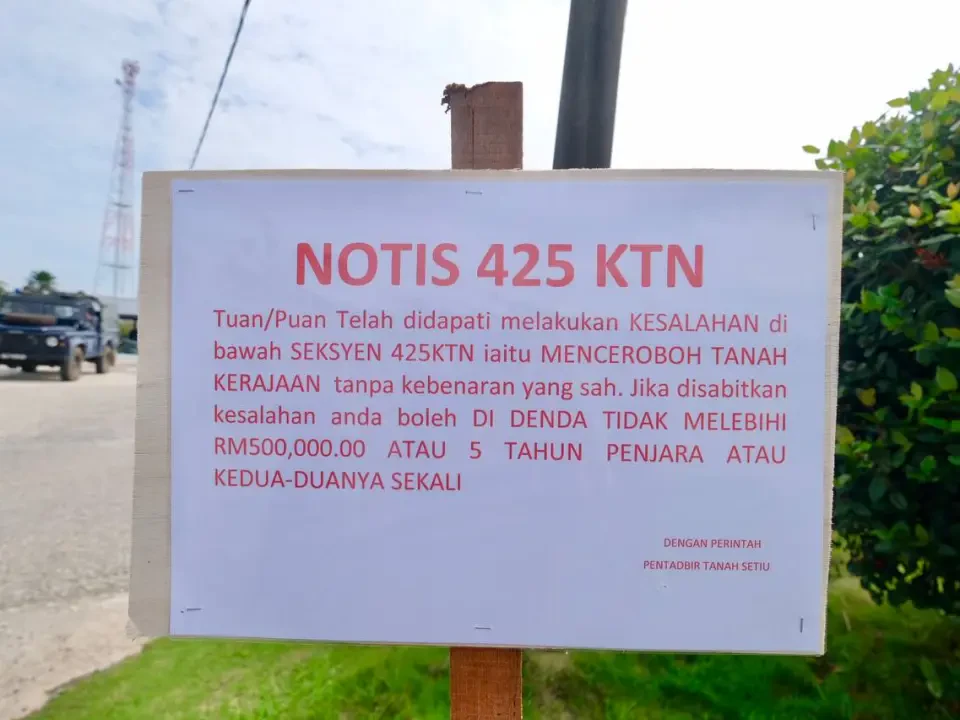 NOTIS 425 KTN
Tuan/Puan Telah didapati melakukan KESALAHAN di
bawah SEKSYEN 425KTN iaitu MENCEROBOH TANAH
KERAJAAN tanpa kebenaran yang sah. Jika disabitkan
kesalahan anda boleh DI DENDA TIDAK MELEBIHI
RM500,000.00 ATAU 5 TAHUN PENJARA ATAU
KEDUA-DUANYA SEKALI
DENGAN PERINTAH
PENTADBIR TANAH SETIU